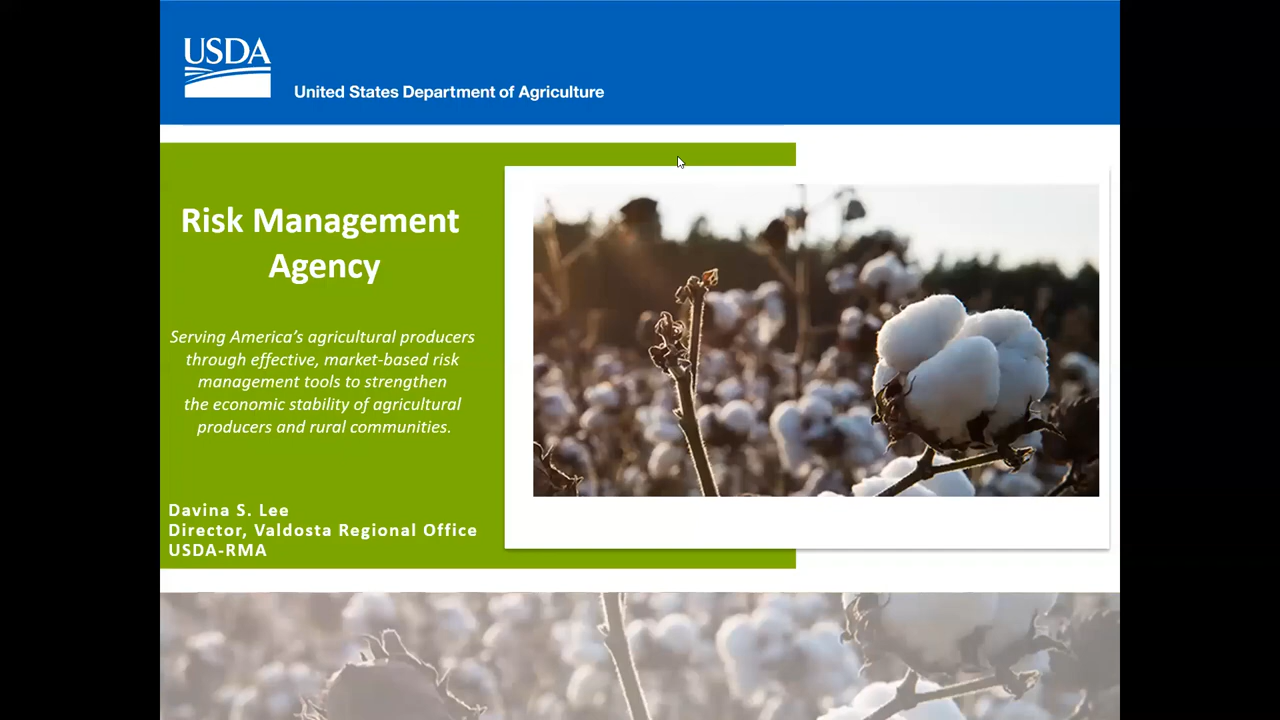 USDA
United States Department of Agriculture
Risk Management
Agency
Serving America's agricultural producers
through effective, market-based risk
management tools to strengthen
the economic stability of agricultural
producers and rural communities.
Davina S. Lee
Director, Valdosta Regional Office
USDA-RMA